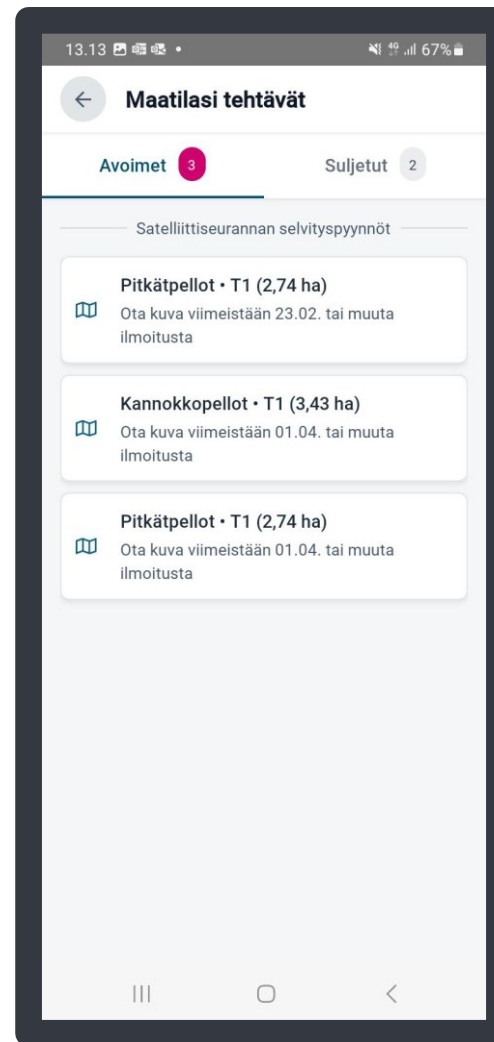 13.13 4G 67%
Maatilasi tehtävät
Avoimet 3 Suljetut 2
Satelliittiseurannan selvityspyynnöt
Pitkätpellot • T1 (2,74 ha)
Ota kuva viimeistään 23.02. tai muuta
ilmoitusta
Kannokkopellot • T1 (3,43 ha)
Ota kuva viimeistään 01.04. tai muuta
ilmoitusta
Pitkätpellot • T1 (2,74 ha)
Ota kuva viimeistään 01.04. tai muuta
ilmoitusta